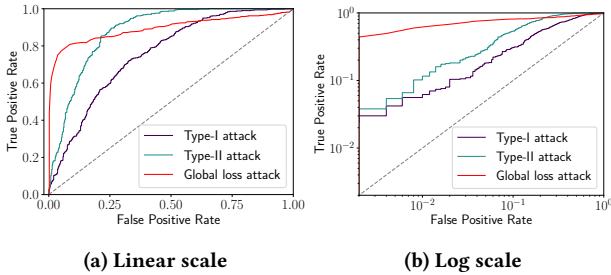 1.0
0.8
0.6
0.4
0.2
0.0
True Positive Rate
Type-I attack
Type-II attack
Global loss attack
0.00 0.25 0.50 0.75 1.00
False Positive Rate
(a) Linear scale
10⁰
10⁻¹
10⁻²
True Positive Rate
Type-I attack
Type-II attack
Global loss attack
10⁻² 10⁻¹ 10⁰
False Positive Rate
(b) Log scale